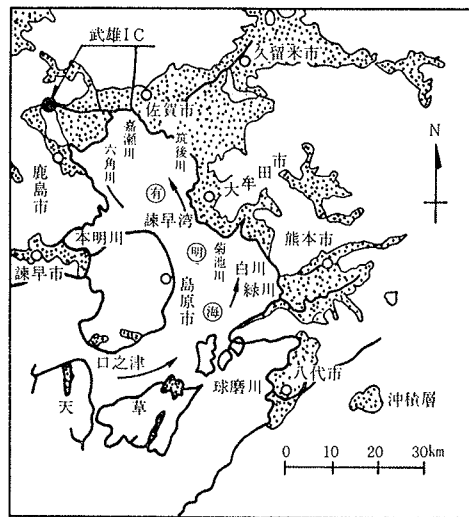 武雄IC
久留米市
佐賀市
嘉瀬川
筑後川
六角川
鹿島市
大牟田市
N
有
諫早湾
明
菊池川
熊本市
本明川
諫早市
島原市
白川
緑川
海
口之津
球磨川
八代市
天草
沖積層
0 10 20 30km